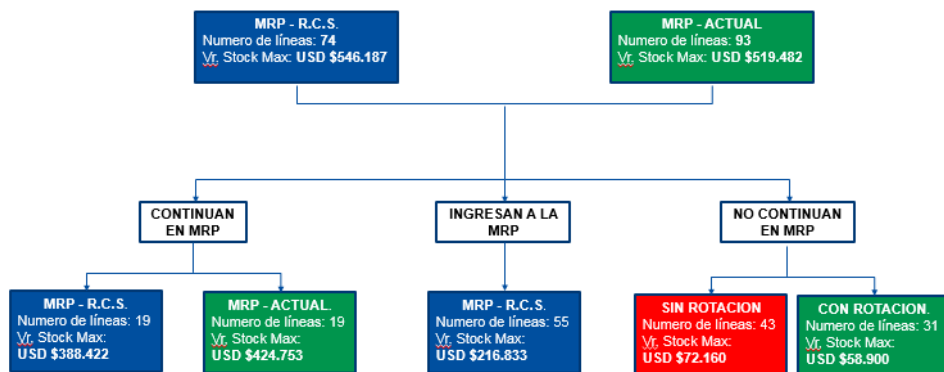 MRP - R.C.S.
Numero de líneas: 74
Vr. Stock Max: USD $546.187
MRP - ACTUAL
Numero de líneas: 93
Vr. Stock Max: USD $519.482
CONTINUAN
EN MRP
INGRESAN A LA
MRP
NO CONTINUAN
EN MRP
MRP - R.C.S.
Numero de líneas: 19
Vr. Stock Max:
USD $388.422
MRP - ACTUAL.
Numero de líneas: 19
Vr. Stock Max:
USD $424.753
MRP - R.C.S.
Numero de líneas: 55
Vr. Stock Max:
USD $216.833
SIN ROTACION
Numero de líneas: 43
Vr. Stock Max:
USD $72.160
CON ROTACION.
Numero de líneas: 31
Vr. Stock Max:
USD $58.900